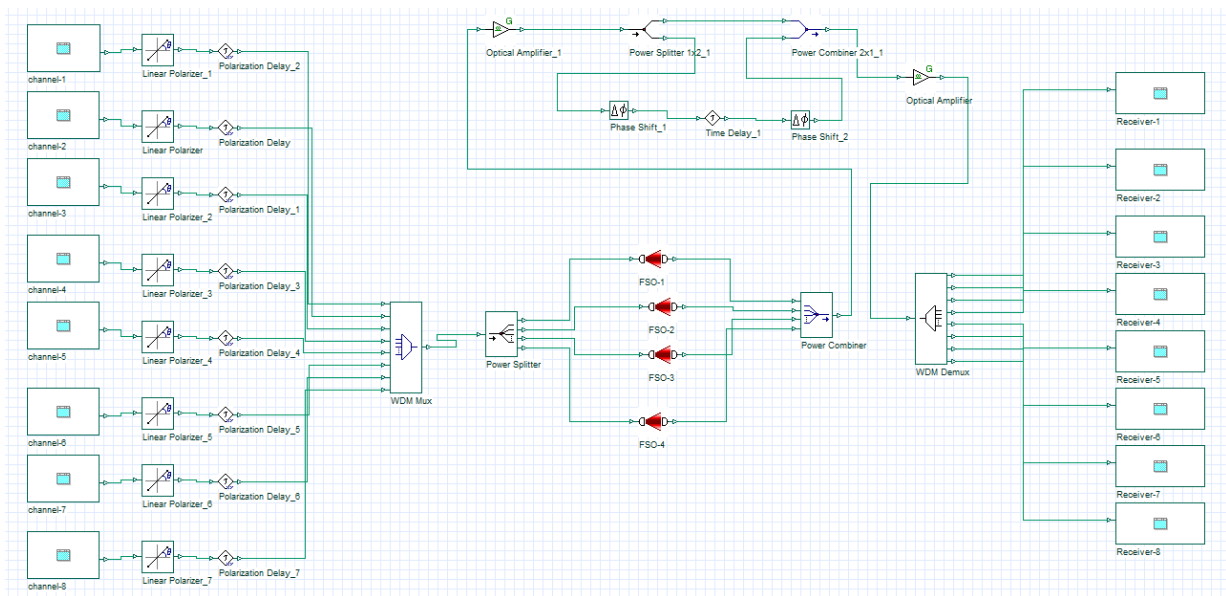 G
Optical Amplifier_1
Power Splitter 1x2_1
Power Combiner 2x1_1
G
Optical Amplifier
Phase Shift_1
Time Delay_1
Phase Shift_2
channel-1
Linear Polarizer_1
Polarization Delay_2
channel-2
Linear Polarizer
Polarization Delay
channel-3
Linear Polarizer_2
Polarization Delay_1
channel-4
Linear Polarizer_3
Polarization Delay_3
channel-5
Linear Polarizer_4
Polarization Delay_4
channel-6
Linear Polarizer_5
Polarization Delay_5
channel-7
Linear Polarizer_6
Polarization Delay_6
channel-8
Linear Polarizer_7
Polarization Delay_7
WDM Mux
Power Splitter
FSO-1
FSO-2
FSO-3
FSO-4
Power Combiner
WDM Demux
Receiver-1
Receiver-2
Receiver-3
Receiver-4
Receiver-5
Receiver-6
Receiver-7
Receiver-8